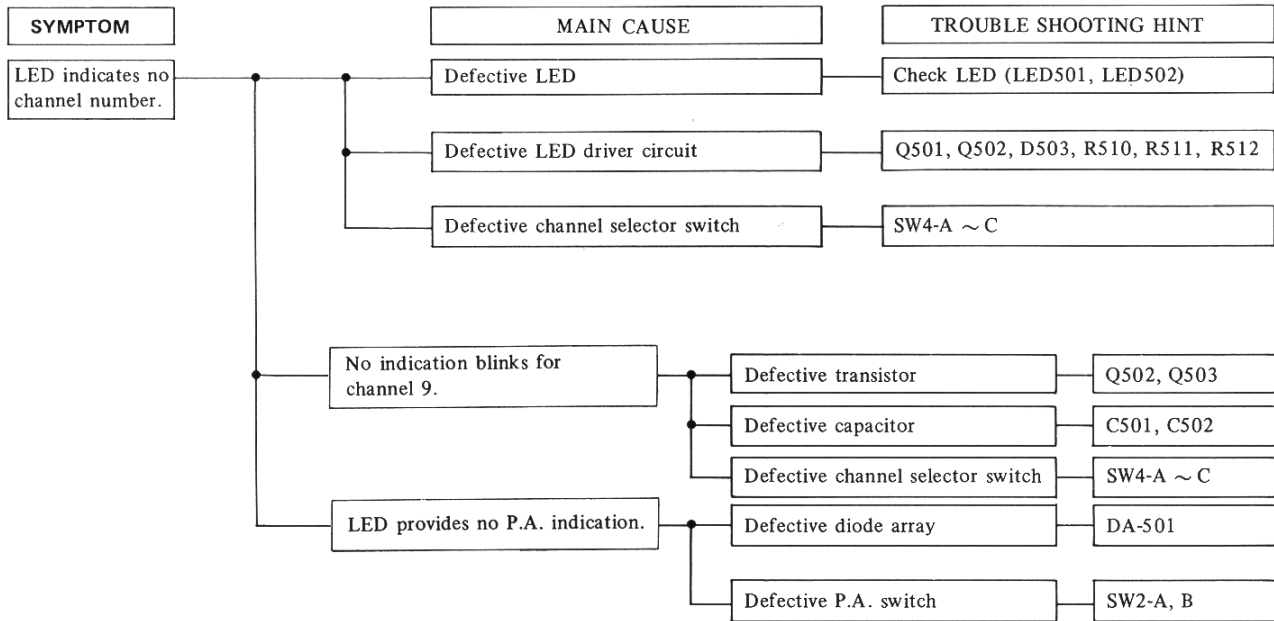 SYMPTOM
MAIN CAUSE
TROUBLE SHOOTING HINT
LED indicates no
channel number.
Defective LED
Check LED (LED501, LED502)
Defective LED driver circuit
Q501, Q502, D503, R510, R511, R512
Defective channel selector switch
SW4-A ~ C
No indication blinks for
channel 9.
Defective transistor
Q502, Q503
Defective capacitor
C501, C502
Defective channel selector switch
SW4-A ~ C
LED provides no P.A. indication.
Defective diode array
DA-501
Defective P.A. switch
SW2-A, B